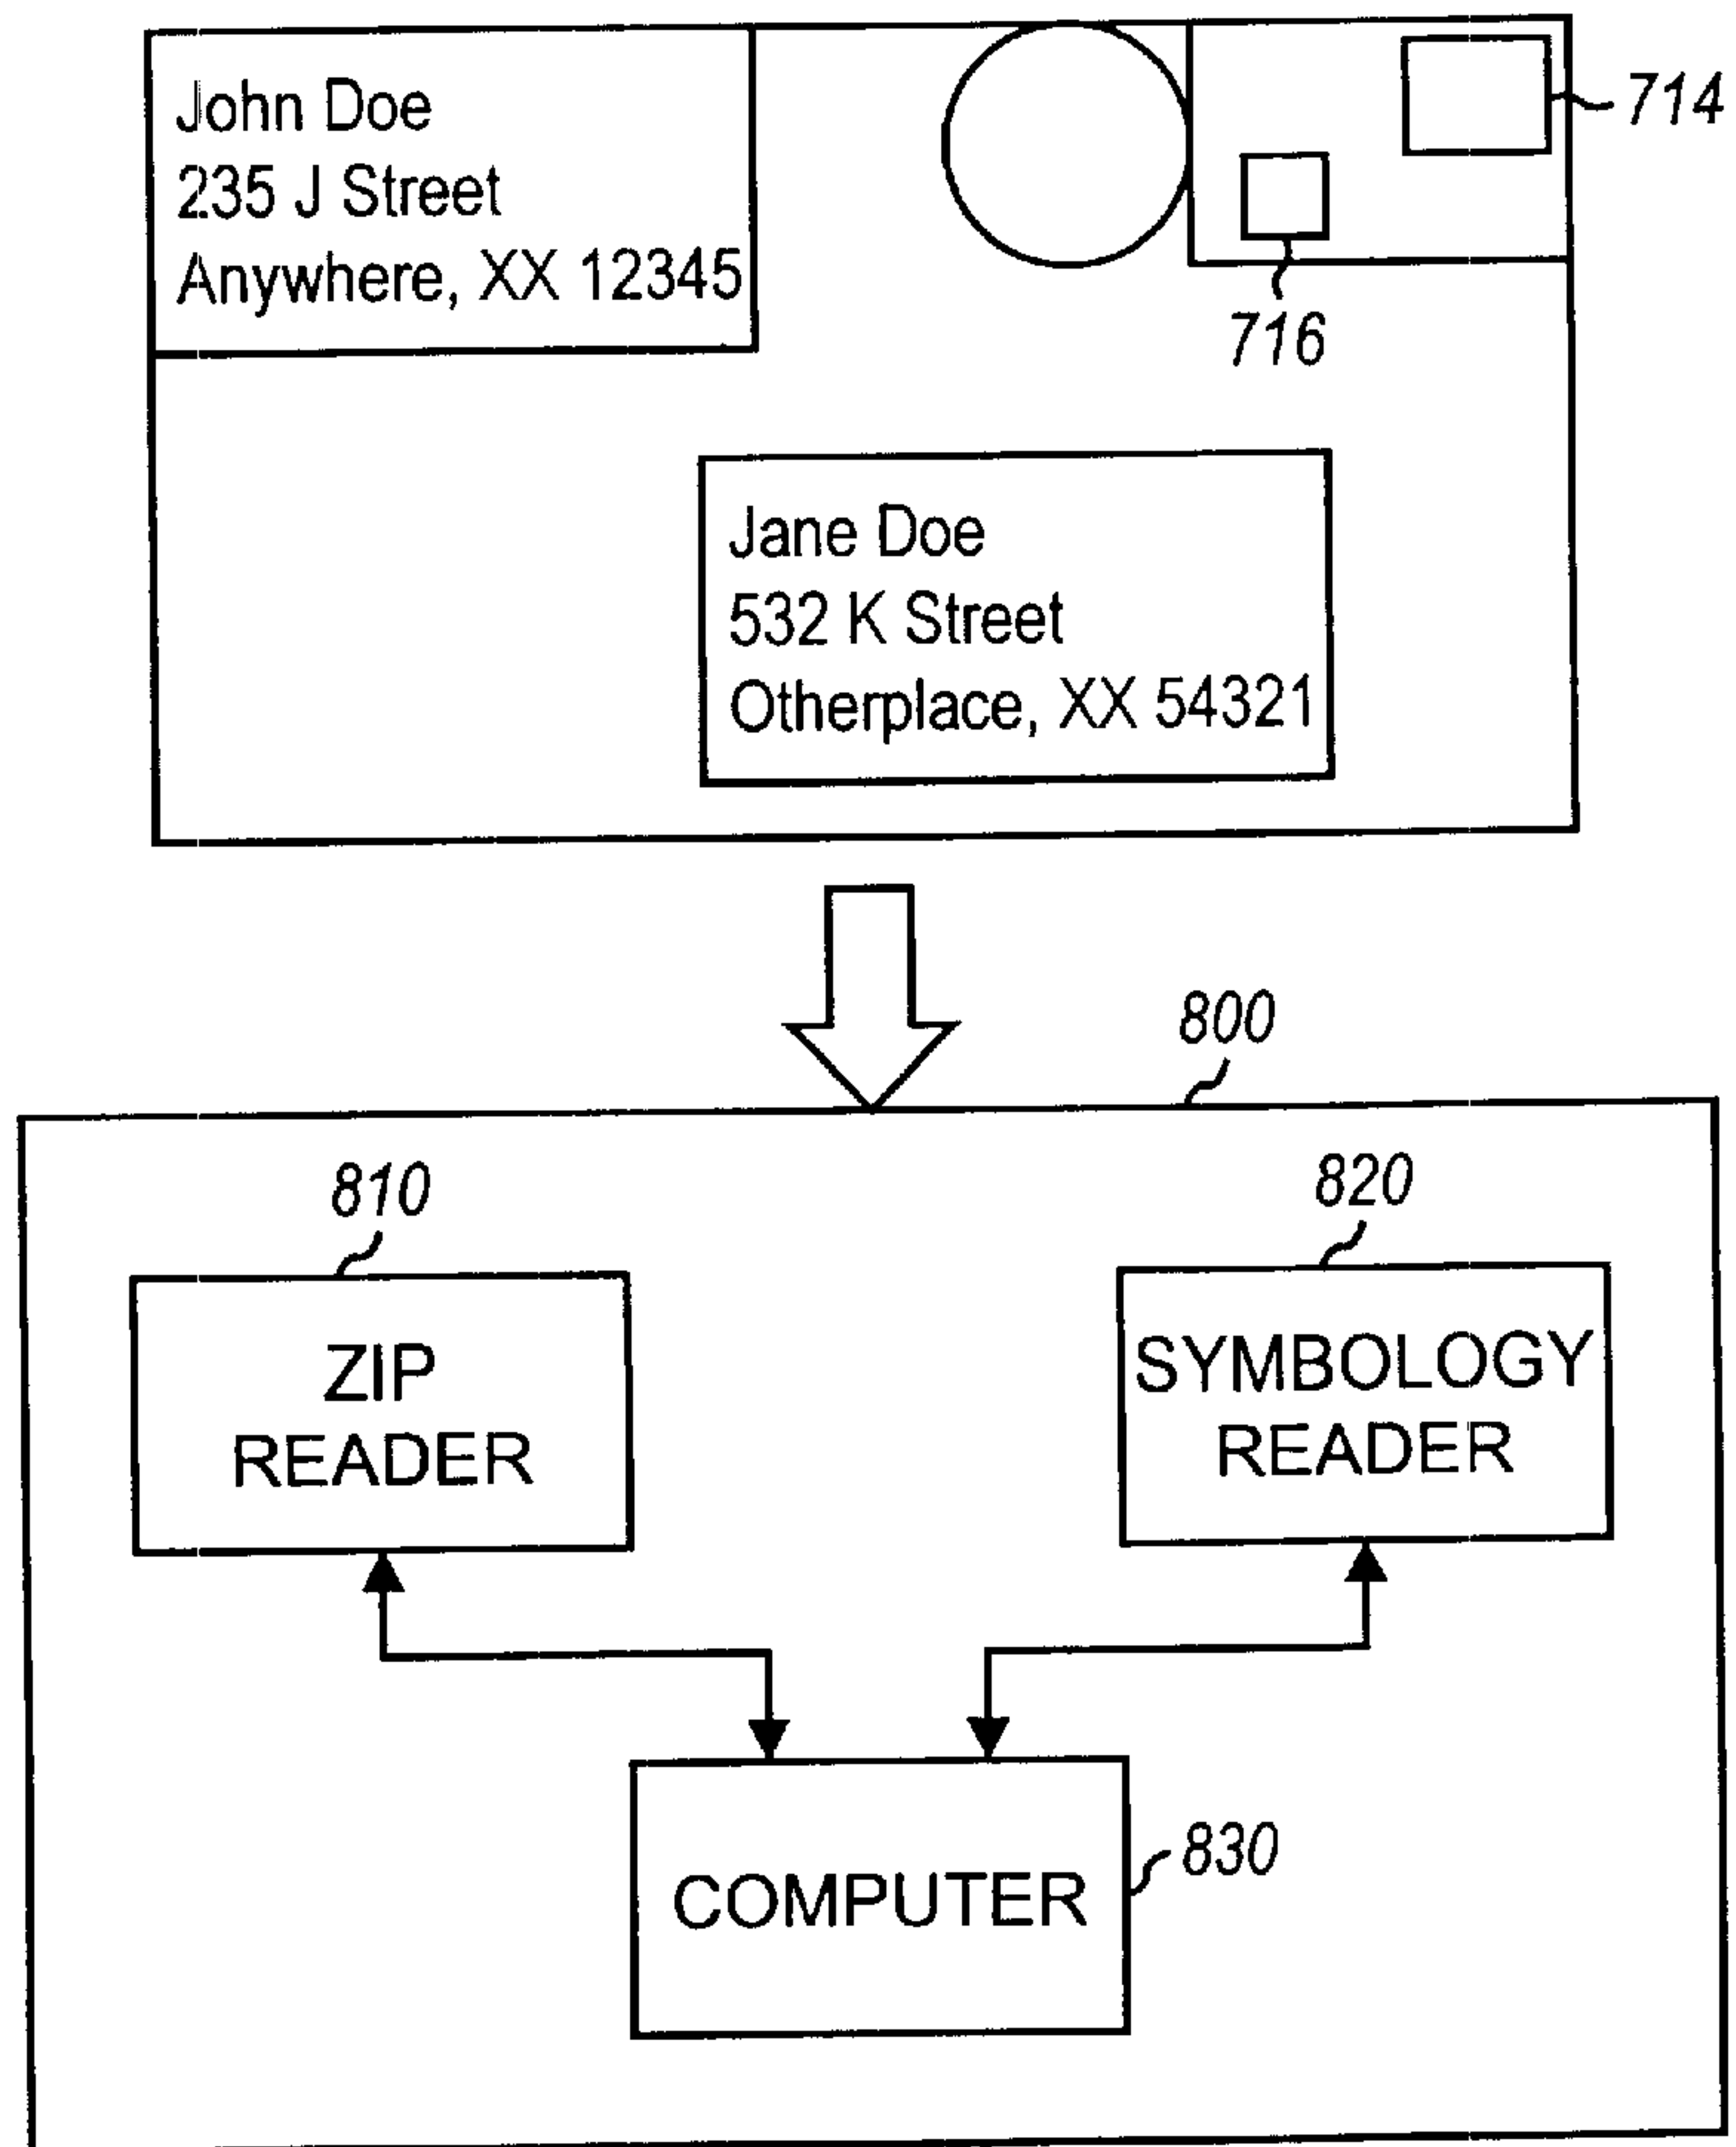 John Doe
235 J Street
Anywhere, XX 12345
714
716
Jane Doe
532 K Street
Otherplace, XX 54321
800
810
820
ZIP
READER
SYMBOLOGY
READER
COMPUTER
830